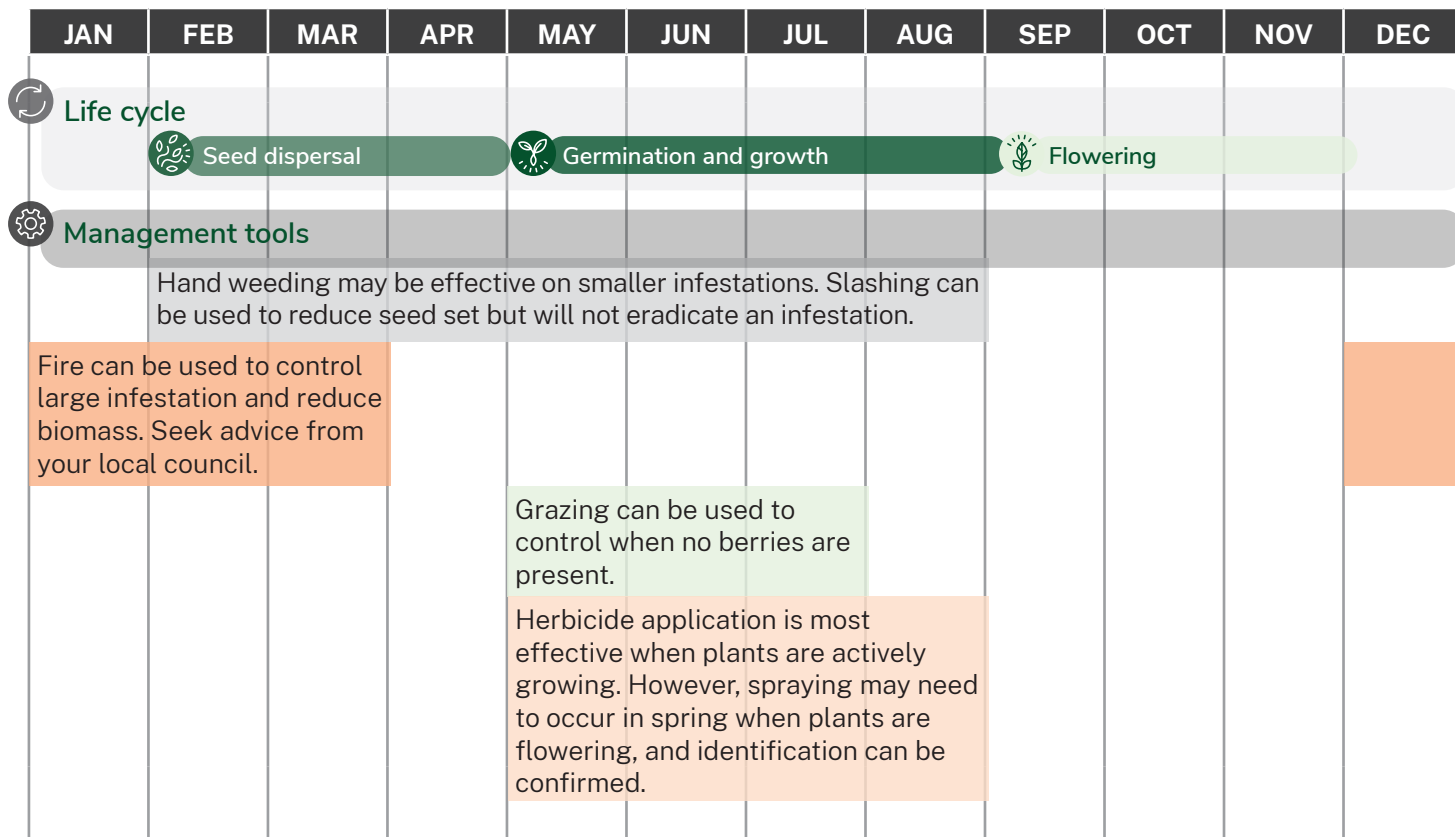 JAN FEB MAR APR MAY JUN JUL AUG SEP OCT NOV DEC
Life cycle
Seed dispersal Germination and growth Flowering
Management tools
Hand weeding may be effective on smaller infestations. Slashing can
be used to reduce seed set but will not eradicate an infestation.
Fire can be used to control
large infestation and reduce
biomass. Seek advice from
your local council.
Grazing can be used to
control when no berries are
present.
Herbicide application is most
effective when plants are actively
growing. However, spraying may need
to occur in spring when plants are
flowering, and identification can be
confirmed.